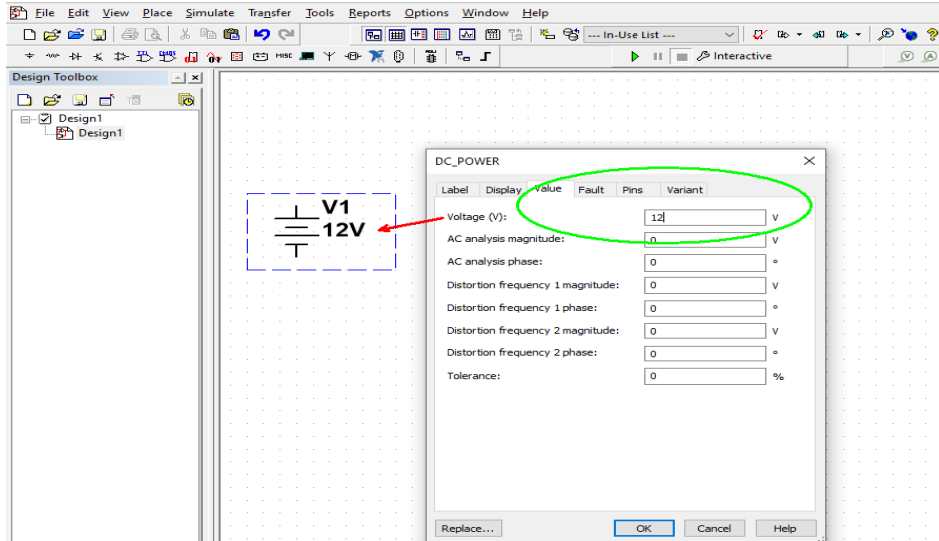 File Edit View Place Simulate Transfer Tools Reports Options Window Help
--- In-Use List ---
MISC Interactive
Design Toolbox
Design1
Design1
DC_POWER
Label Display Value Fault Pins Variant
V1
12V
Voltage (V): 12 V
AC analysis magnitude: 0 V
AC analysis phase: 0 °
Distortion frequency 1 magnitude: 0 V
Distortion frequency 1 phase: 0 °
Distortion frequency 2 magnitude: 0 V
Distortion frequency 2 phase: 0 °
Tolerance: 0 %
Replace... OK Cancel Help